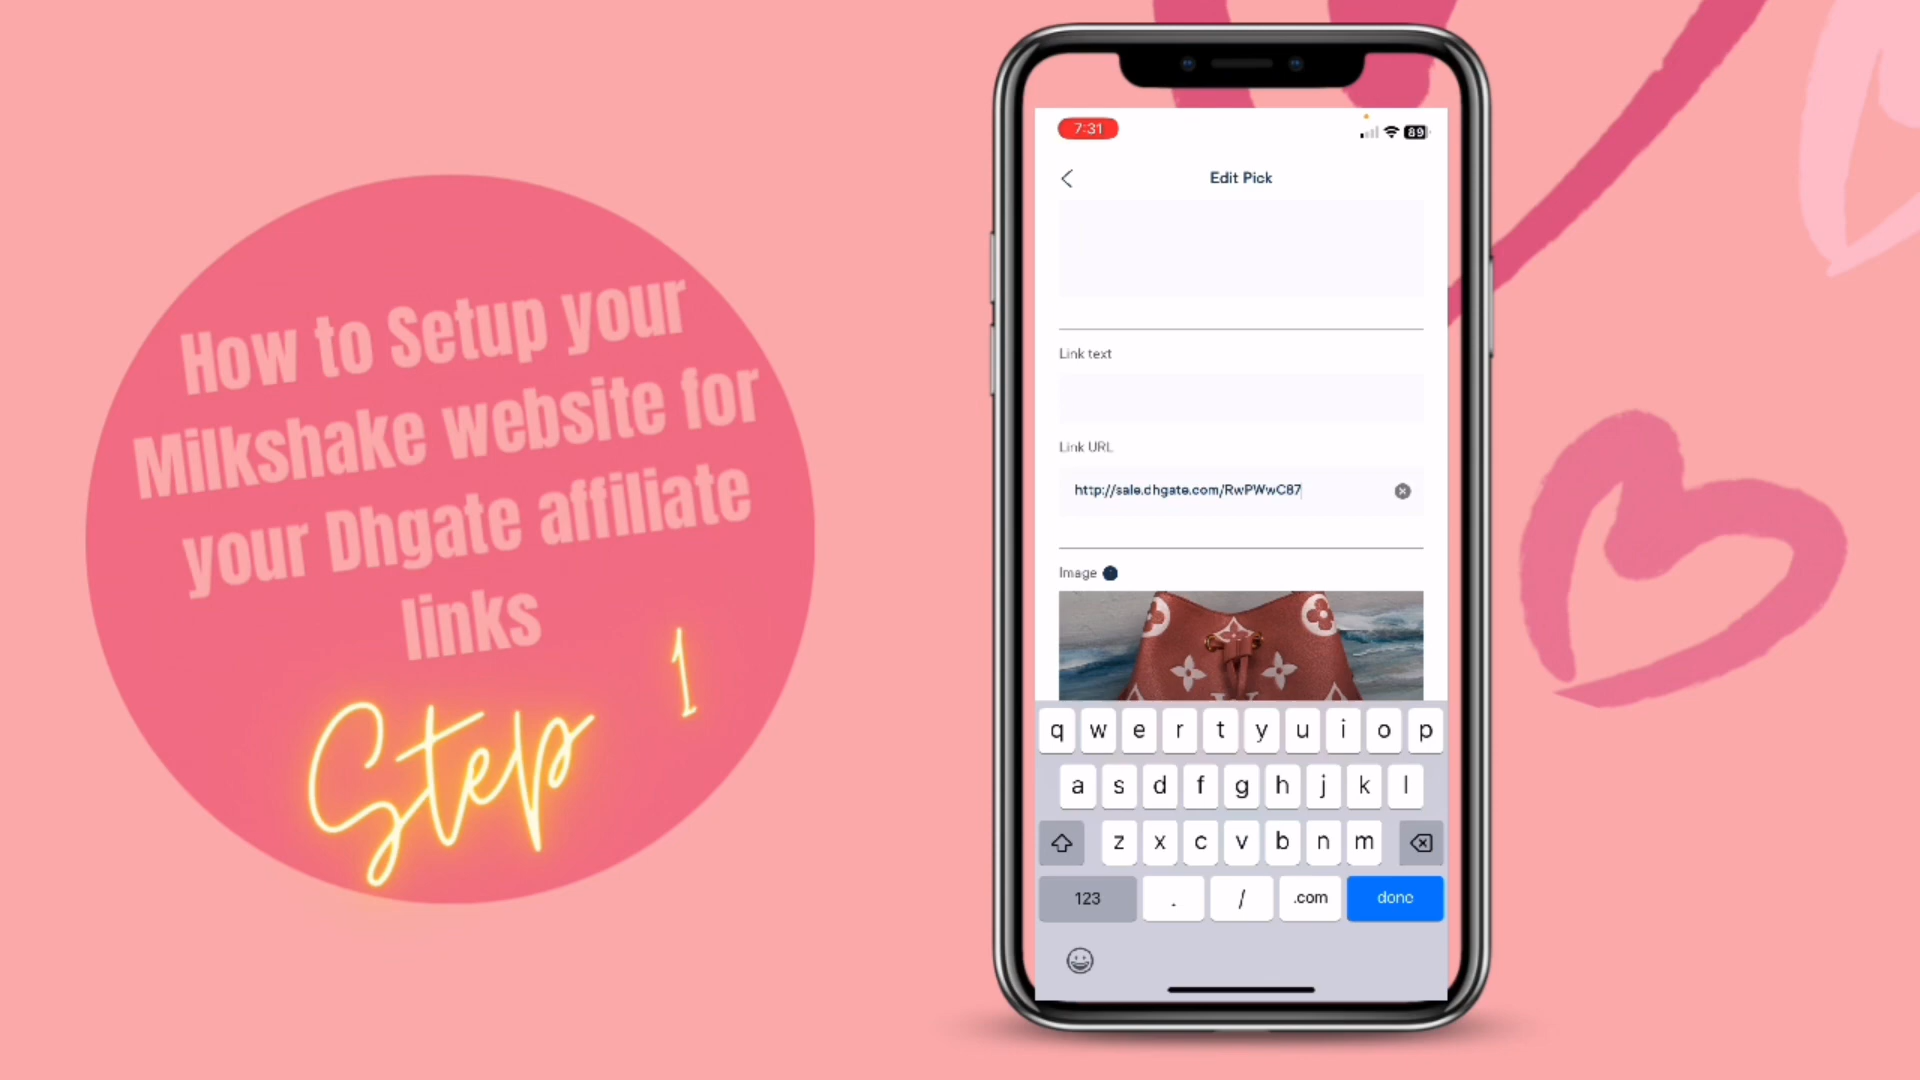 How to Setup your
Milkshake website for
your Dhgate affiliate
links
Step 1
7:31
89
Edit Pick
Link text
Link URL
http://sale.dhgate.com/RwPWwC87
Image
q w e r t y u i o p
a s d f g h j k l
z x c v b n m
123 . / .com done